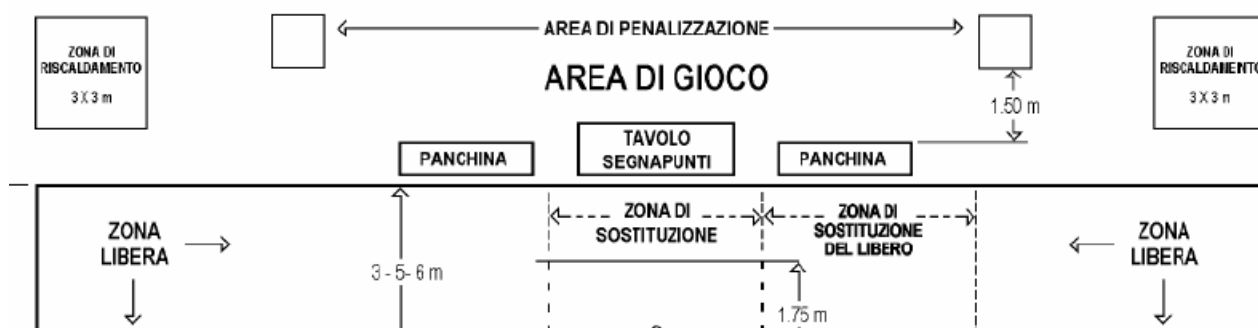 AREA DI PENALIZZAZIONE
ZONA DI
RISCALDAMENTO
3 X 3 m
ZONA DI
RISCALDAMENTO
3 X 3 m
AREA DI GIOCO
1.50 m
PANCHINA
TAVOLO
SEGNAPUNTI
PANCHINA
ZONA
LIBERA
ZONA DI
SOSTITUZIONE
ZONA DI
SOSTITUZIONE
DEL LIBERO
ZONA
LIBERA
3 - 5- 6 m
1.75 m